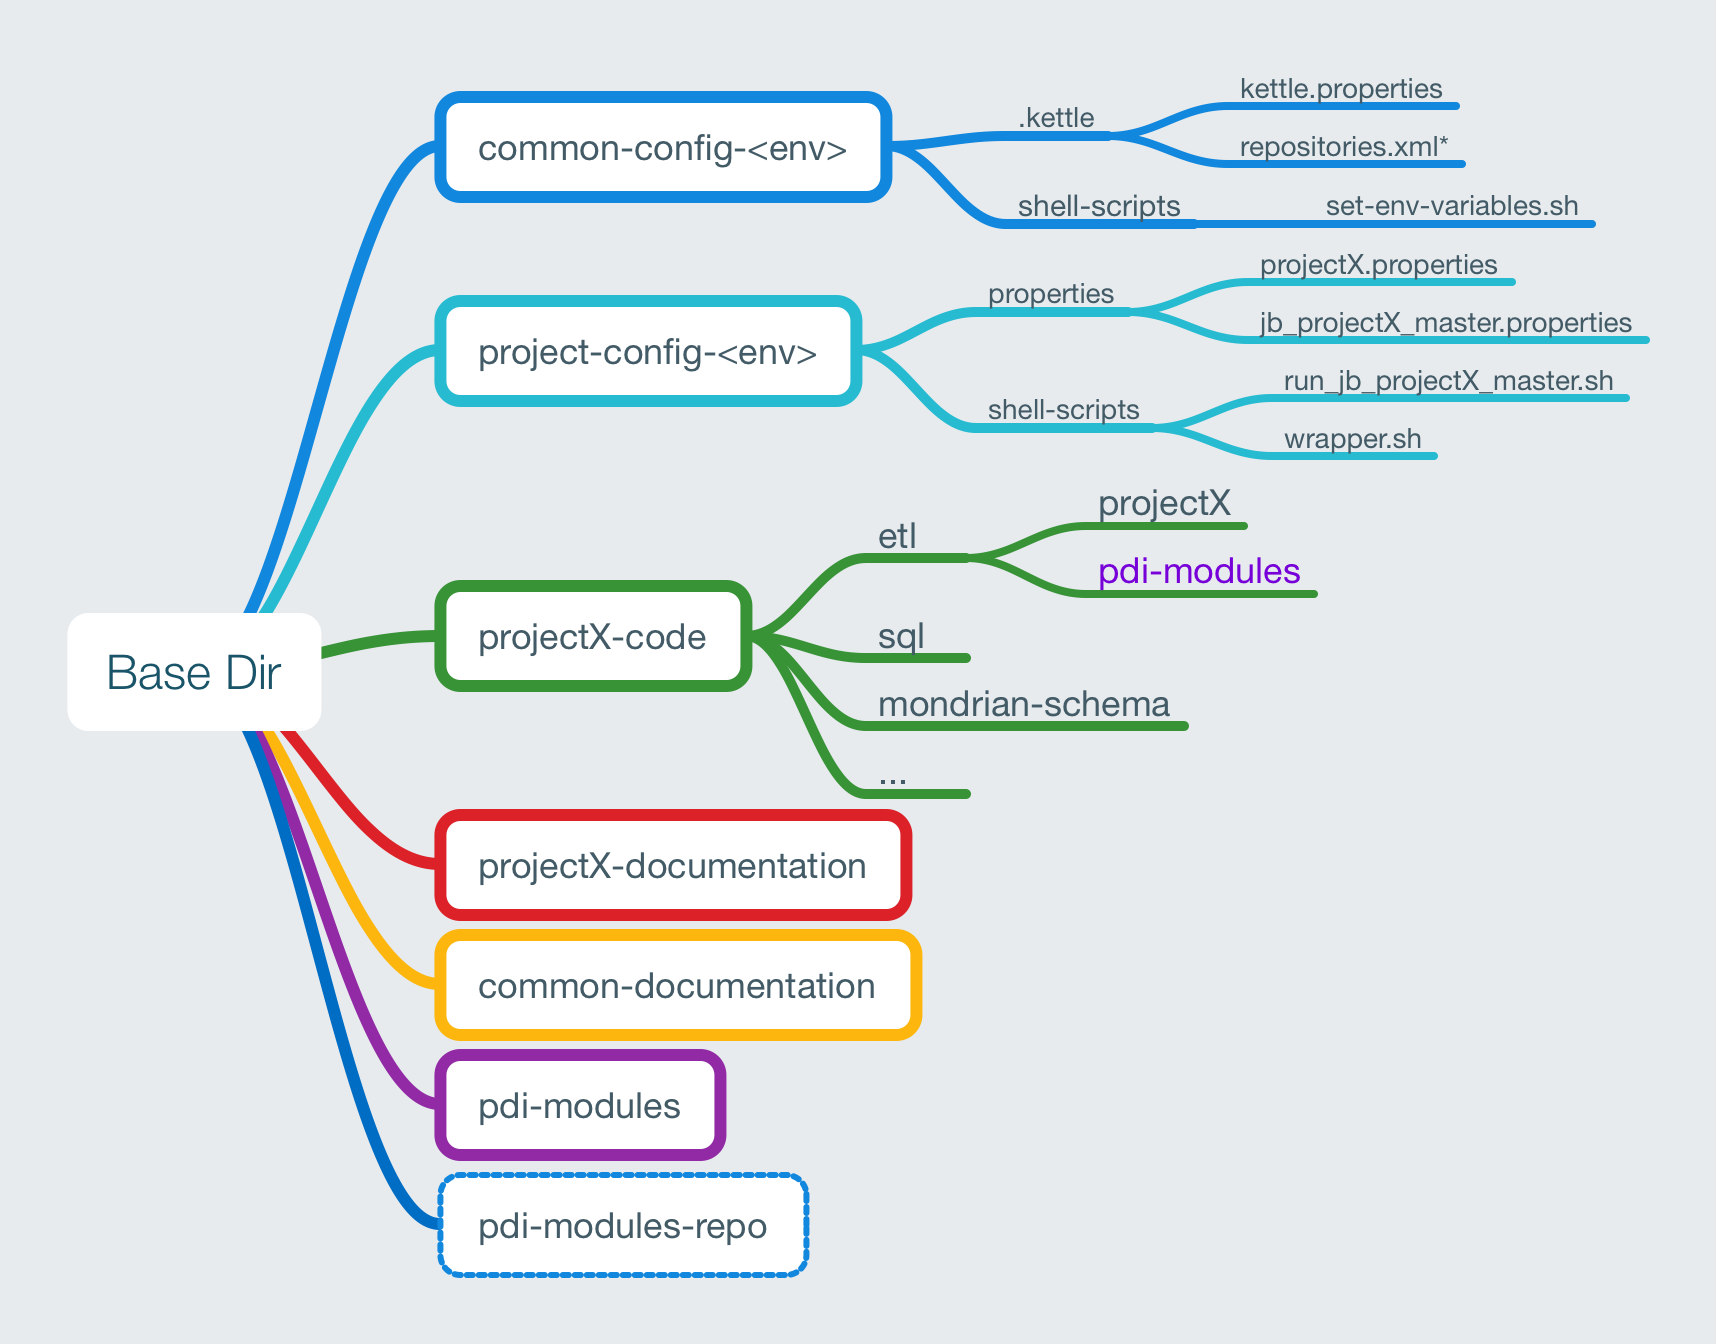 Base Dir
common-config-<env>
.kettle
kettle.properties
repositories.xml*
shell-scripts
set-env-variables.sh
project-config-<env>
properties
projectX.properties
jb_projectX_master.properties
shell-scripts
run_jb_projectX_master.sh
wrapper.sh
projectX-code
etl
projectX
pdi-modules
sql
mondrian-schema
...
projectX-documentation
common-documentation
pdi-modules
pdi-modules-repo